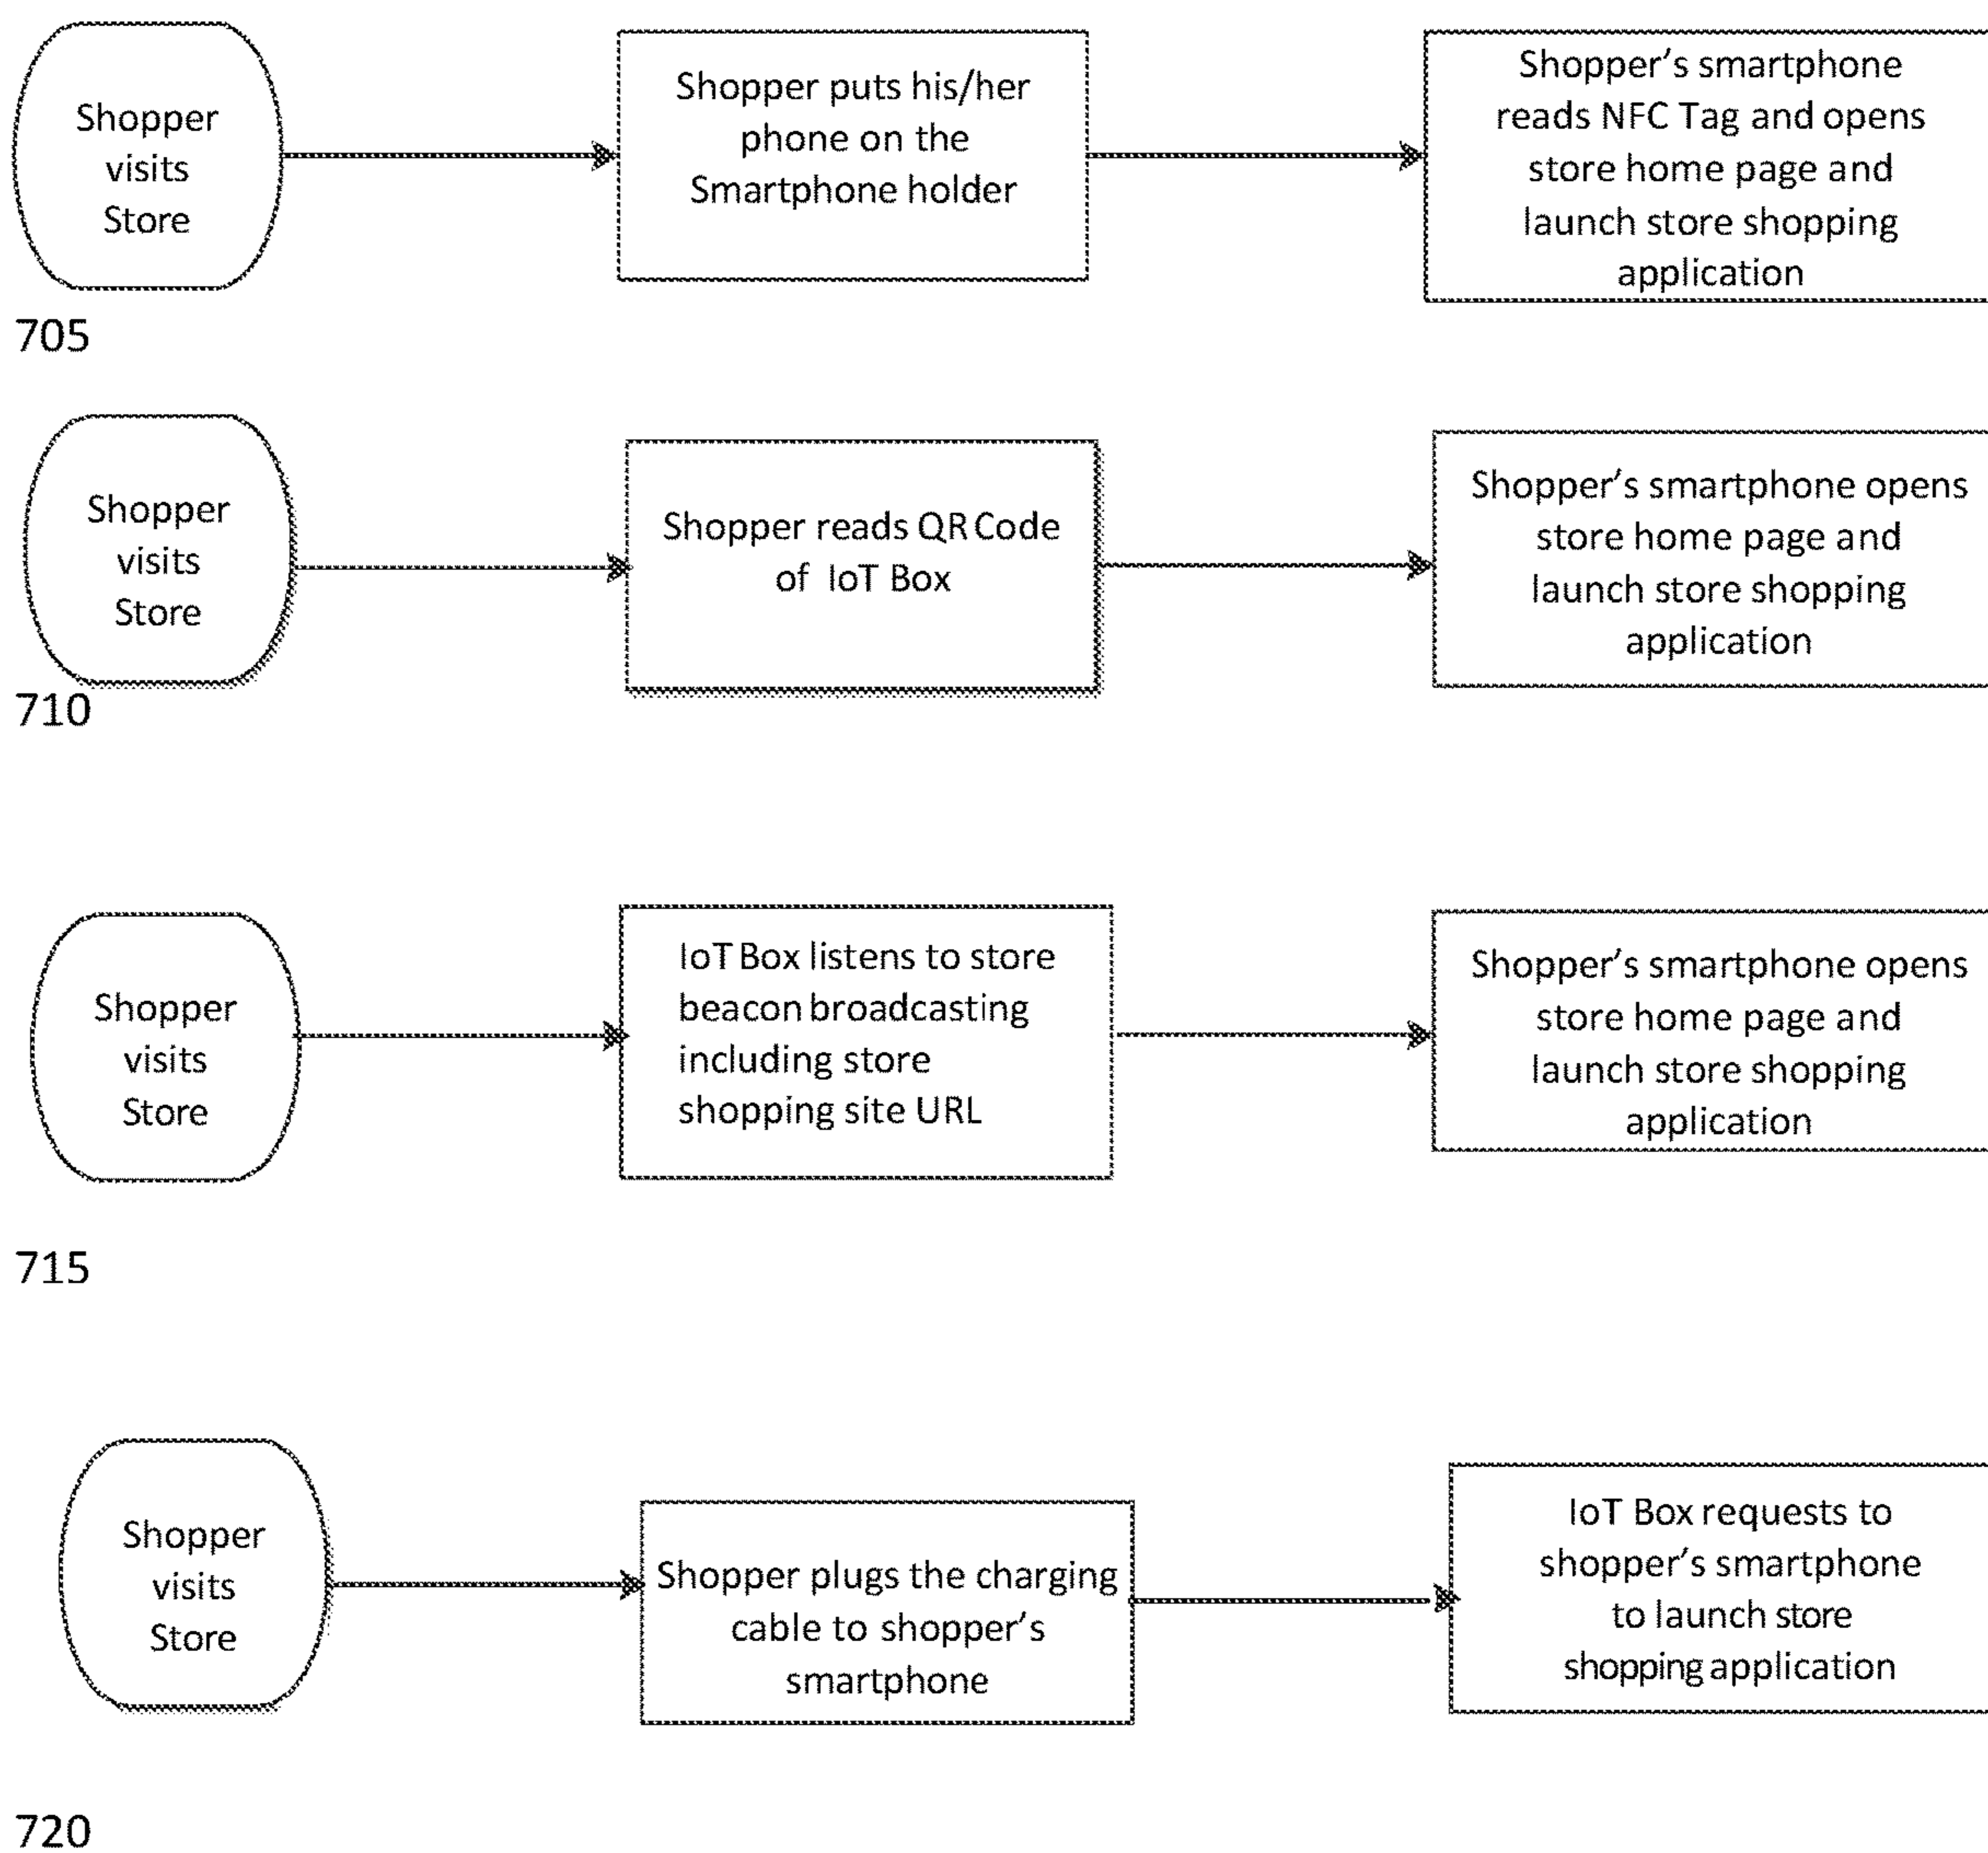 Shopper
visits
Store
Shopper puts his/her
phone on the
Smartphone holder
Shopper's smartphone
reads NFC Tag and opens
store home page and
launch store shopping
application
705
Shopper
visits
Store
Shopper reads QR Code
of IoT Box
Shopper's smartphone opens
store home page and
launch store shopping
application
710
Shopper
visits
Store
IoT Box listens to store
beacon broadcasting
including store
shopping site URL
Shopper's smartphone opens
store home page and
launch store shopping
application
715
Shopper
visits
Store
Shopper plugs the charging
cable to shopper's
smartphone
IoT Box requests to
shopper's smartphone
to launch store
shopping application
720